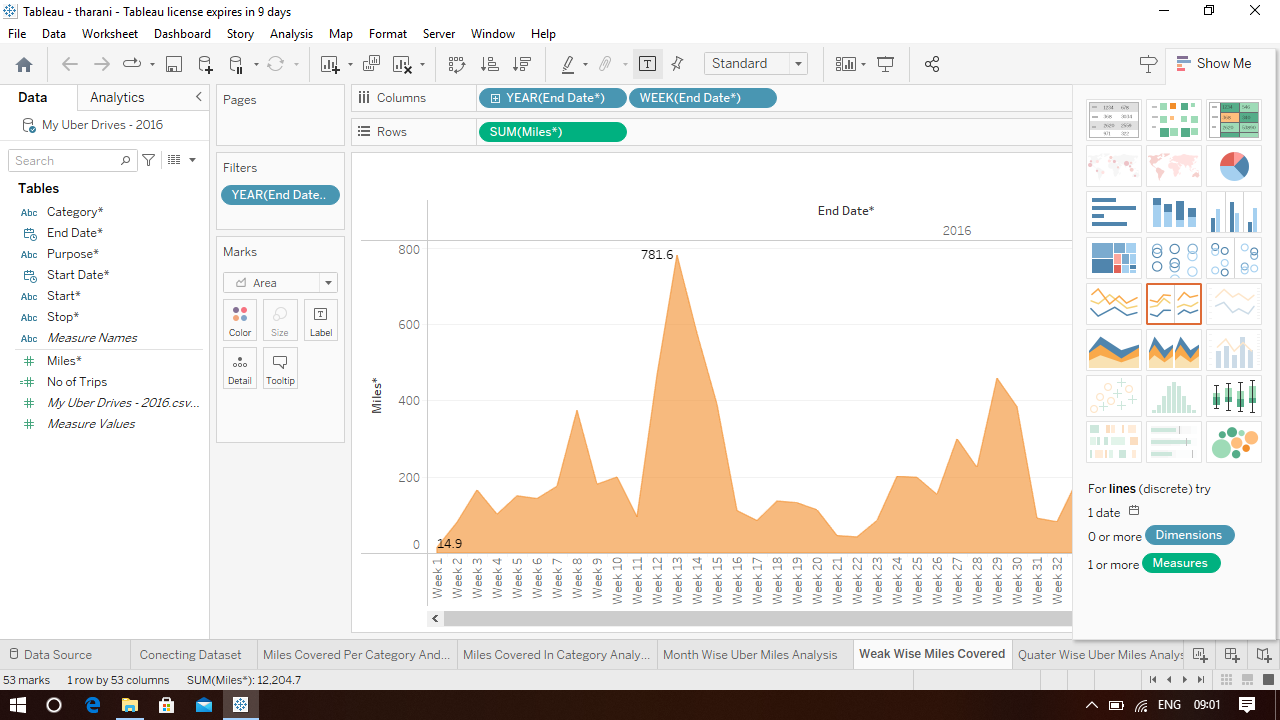 Tableau - tharani - Tableau license expires in 9 days
File Data Worksheet Dashboard Story Analysis Map Format Server Window Help
Standard
Show Me
Data Analytics
My Uber Drives - 2016
Search
Tables
Abc Category*
End Date*
Abc Purpose*
Start Date*
Abc Start*
Abc Stop*
Abc Measure Names
Miles*
No of Trips
My Uber Drives - 2016.csv...
Measure Values
Pages
Filters
YEAR(End Date..
Marks
Area
Color Size Label
Detail Tooltip
Columns YEAR(End Date*) WEEK(End Date*)
Rows SUM(Miles*)
End Date*
2016
Miles*
800
600
400
200
0
781.6
14.9
Week 1
Week 2
Week 3
Week 4
Week 5
Week 6
Week 7
Week 8
Week 9
Week 10
Week 11
Week 12
Week 13
Week 14
Week 15
Week 16
Week 17
Week 18
Week 19
Week 20
Week 21
Week 22
Week 23
Week 24
Week 25
Week 26
Week 27
Week 28
Week 29
Week 30
Week 31
Week 32
For lines (discrete) try
1 date
0 or more Dimensions
1 or more Measures
Data Source Conecting Dataset Miles Covered Per Category And... Miles Covered In Category Analy... Month Wise Uber Miles Analysis Weak Wise Miles Covered Quater Wise Uber Miles Analys
53 marks 1 row by 53 columns SUM(Miles*): 12,204.7
ENG 09:01